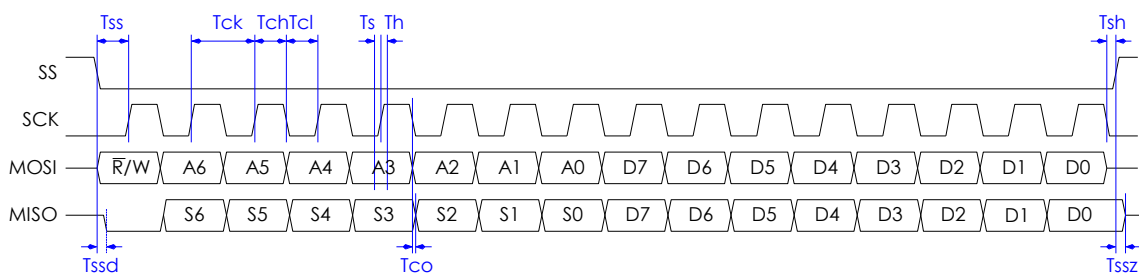 Tss Tck TchTcl Ts Th Tsh
SS
SCK
MOSI R̅/W A6 A5 A4 A3 A2 A1 A0 D7 D6 D5 D4 D3 D2 D1 D0
MISO S6 S5 S4 S3 S2 S1 S0 D7 D6 D5 D4 D3 D2 D1 D0
Tssd Tco Tssz